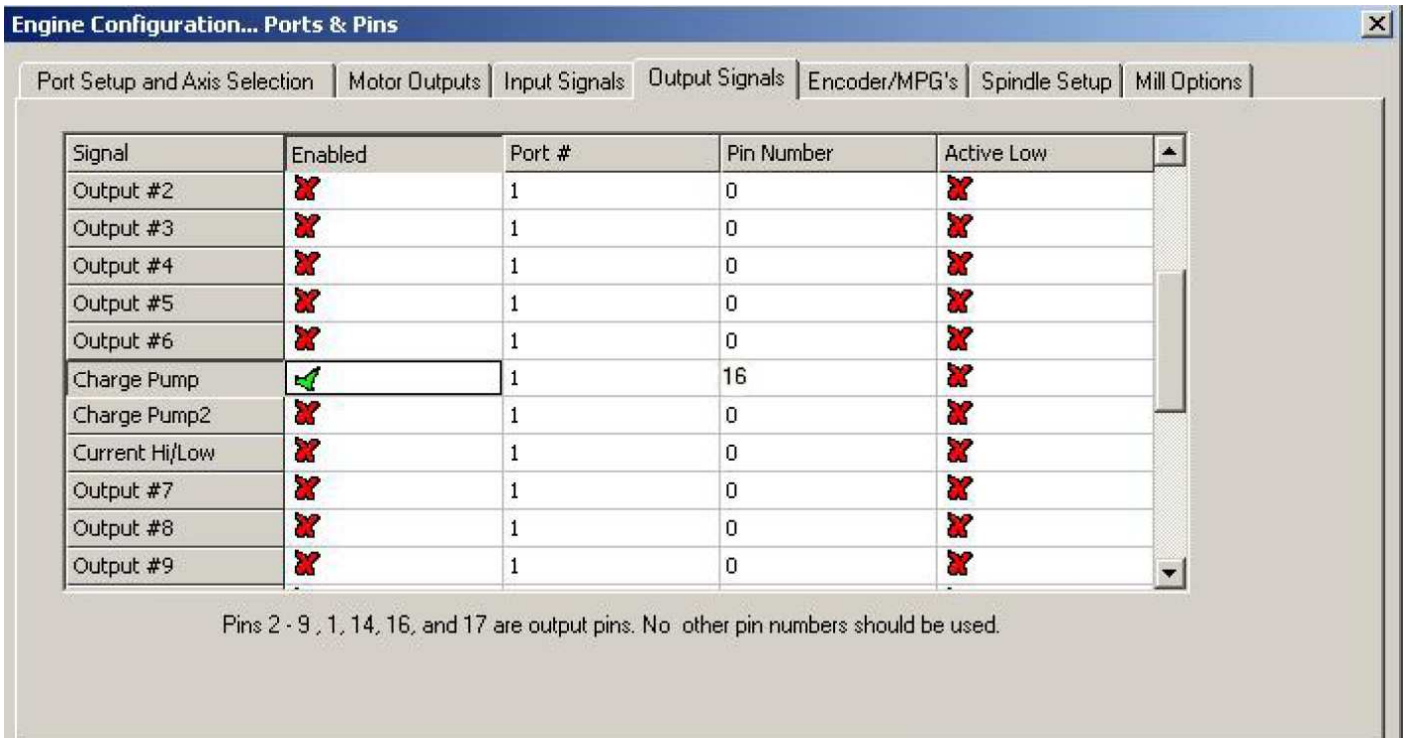 Engine Configuration... Ports & Pins
Port Setup and Axis Selection Motor Outputs Input Signals Output Signals Encoder/MPG's Spindle Setup Mill Options
Signal Enabled Port # Pin Number Active Low
Output #2 1 0
Output #3 1 0
Output #4 1 0
Output #5 1 0
Output #6 1 0
Charge Pump 1 16
Charge Pump2 1 0
Current Hi/Low 1 0
Output #7 1 0
Output #8 1 0
Output #9 1 0
Pins 2 - 9 , 1, 14, 16, and 17 are output pins. No other pin numbers should be used.